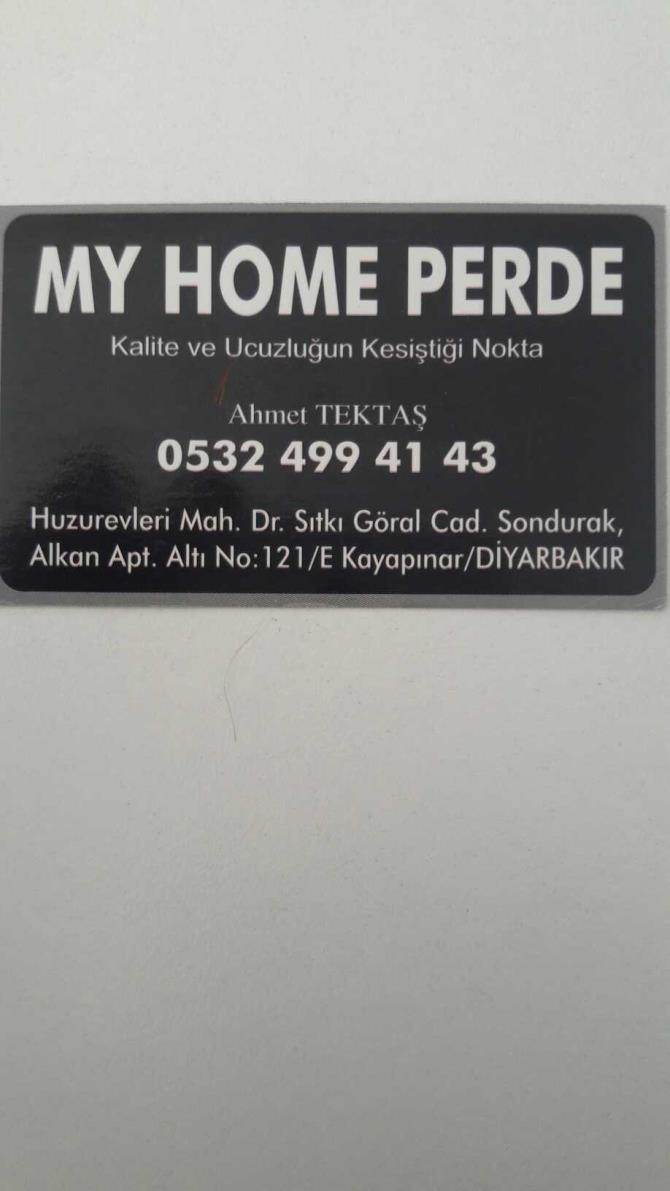 MY HOME PERDE
Kalite ve Ucuzluğun Kesiştiği Nokta
Ahmet TEKTAŞ
0532 499 41 43
Huzurevleri Mah. Dr. Sıtkı Göral Cad. Sondurak,
Alkan Apt. Altı No:121/E Kayapınar/DİYARBAKIR